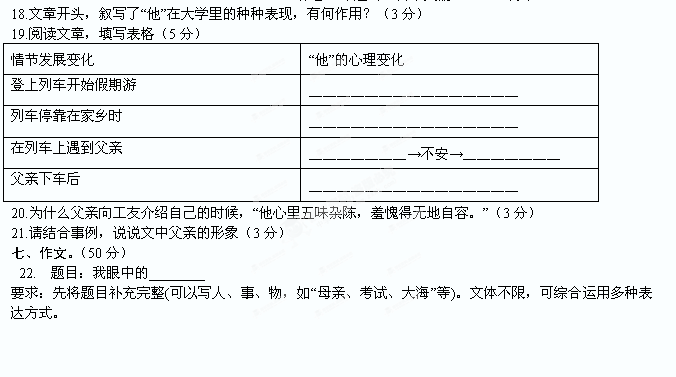 18.文章开头，叙写了“他”在大学里的种种表现，有何作用？（3 分）
19.阅读文章，填写表格（5 分）
情节发展变化 “他”的心理变化
登上列车开始假期游 ＿＿＿＿＿＿＿＿＿＿＿＿＿＿＿
列车停靠在家乡时 ＿＿＿＿＿＿＿＿＿＿＿＿＿＿＿
在列车上遇到父亲 ＿＿＿＿＿＿＿→不安→＿＿＿＿＿＿＿
父亲下车后 ＿＿＿＿＿＿＿＿＿＿＿＿＿＿＿
20.为什么父亲向工友介绍自己的时候，“他心里五味杂陈，羞愧得无地自容。”（3 分）
21.请结合事例，说说文中父亲的形象（3 分）
七、作文。（50 分）
22. 题目：我眼中的________
要求：先将题目补充完整(可以写人、事、物，如“母亲、考试、大海”等)。文体不限，可综合运用多种表
达方式。